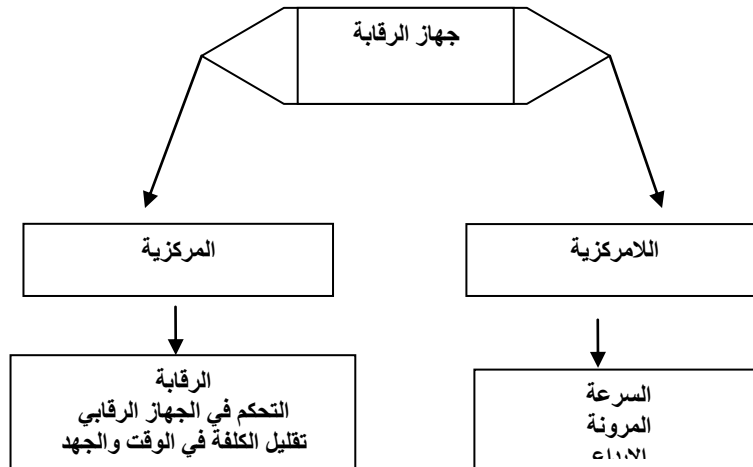 جهاز الرقابة
اللامركزية
المركزية
السرعة
المرونة
الرقابة
التحكم في الجهاز الرقابي
تقليل الكلفة في الوقت والجهد